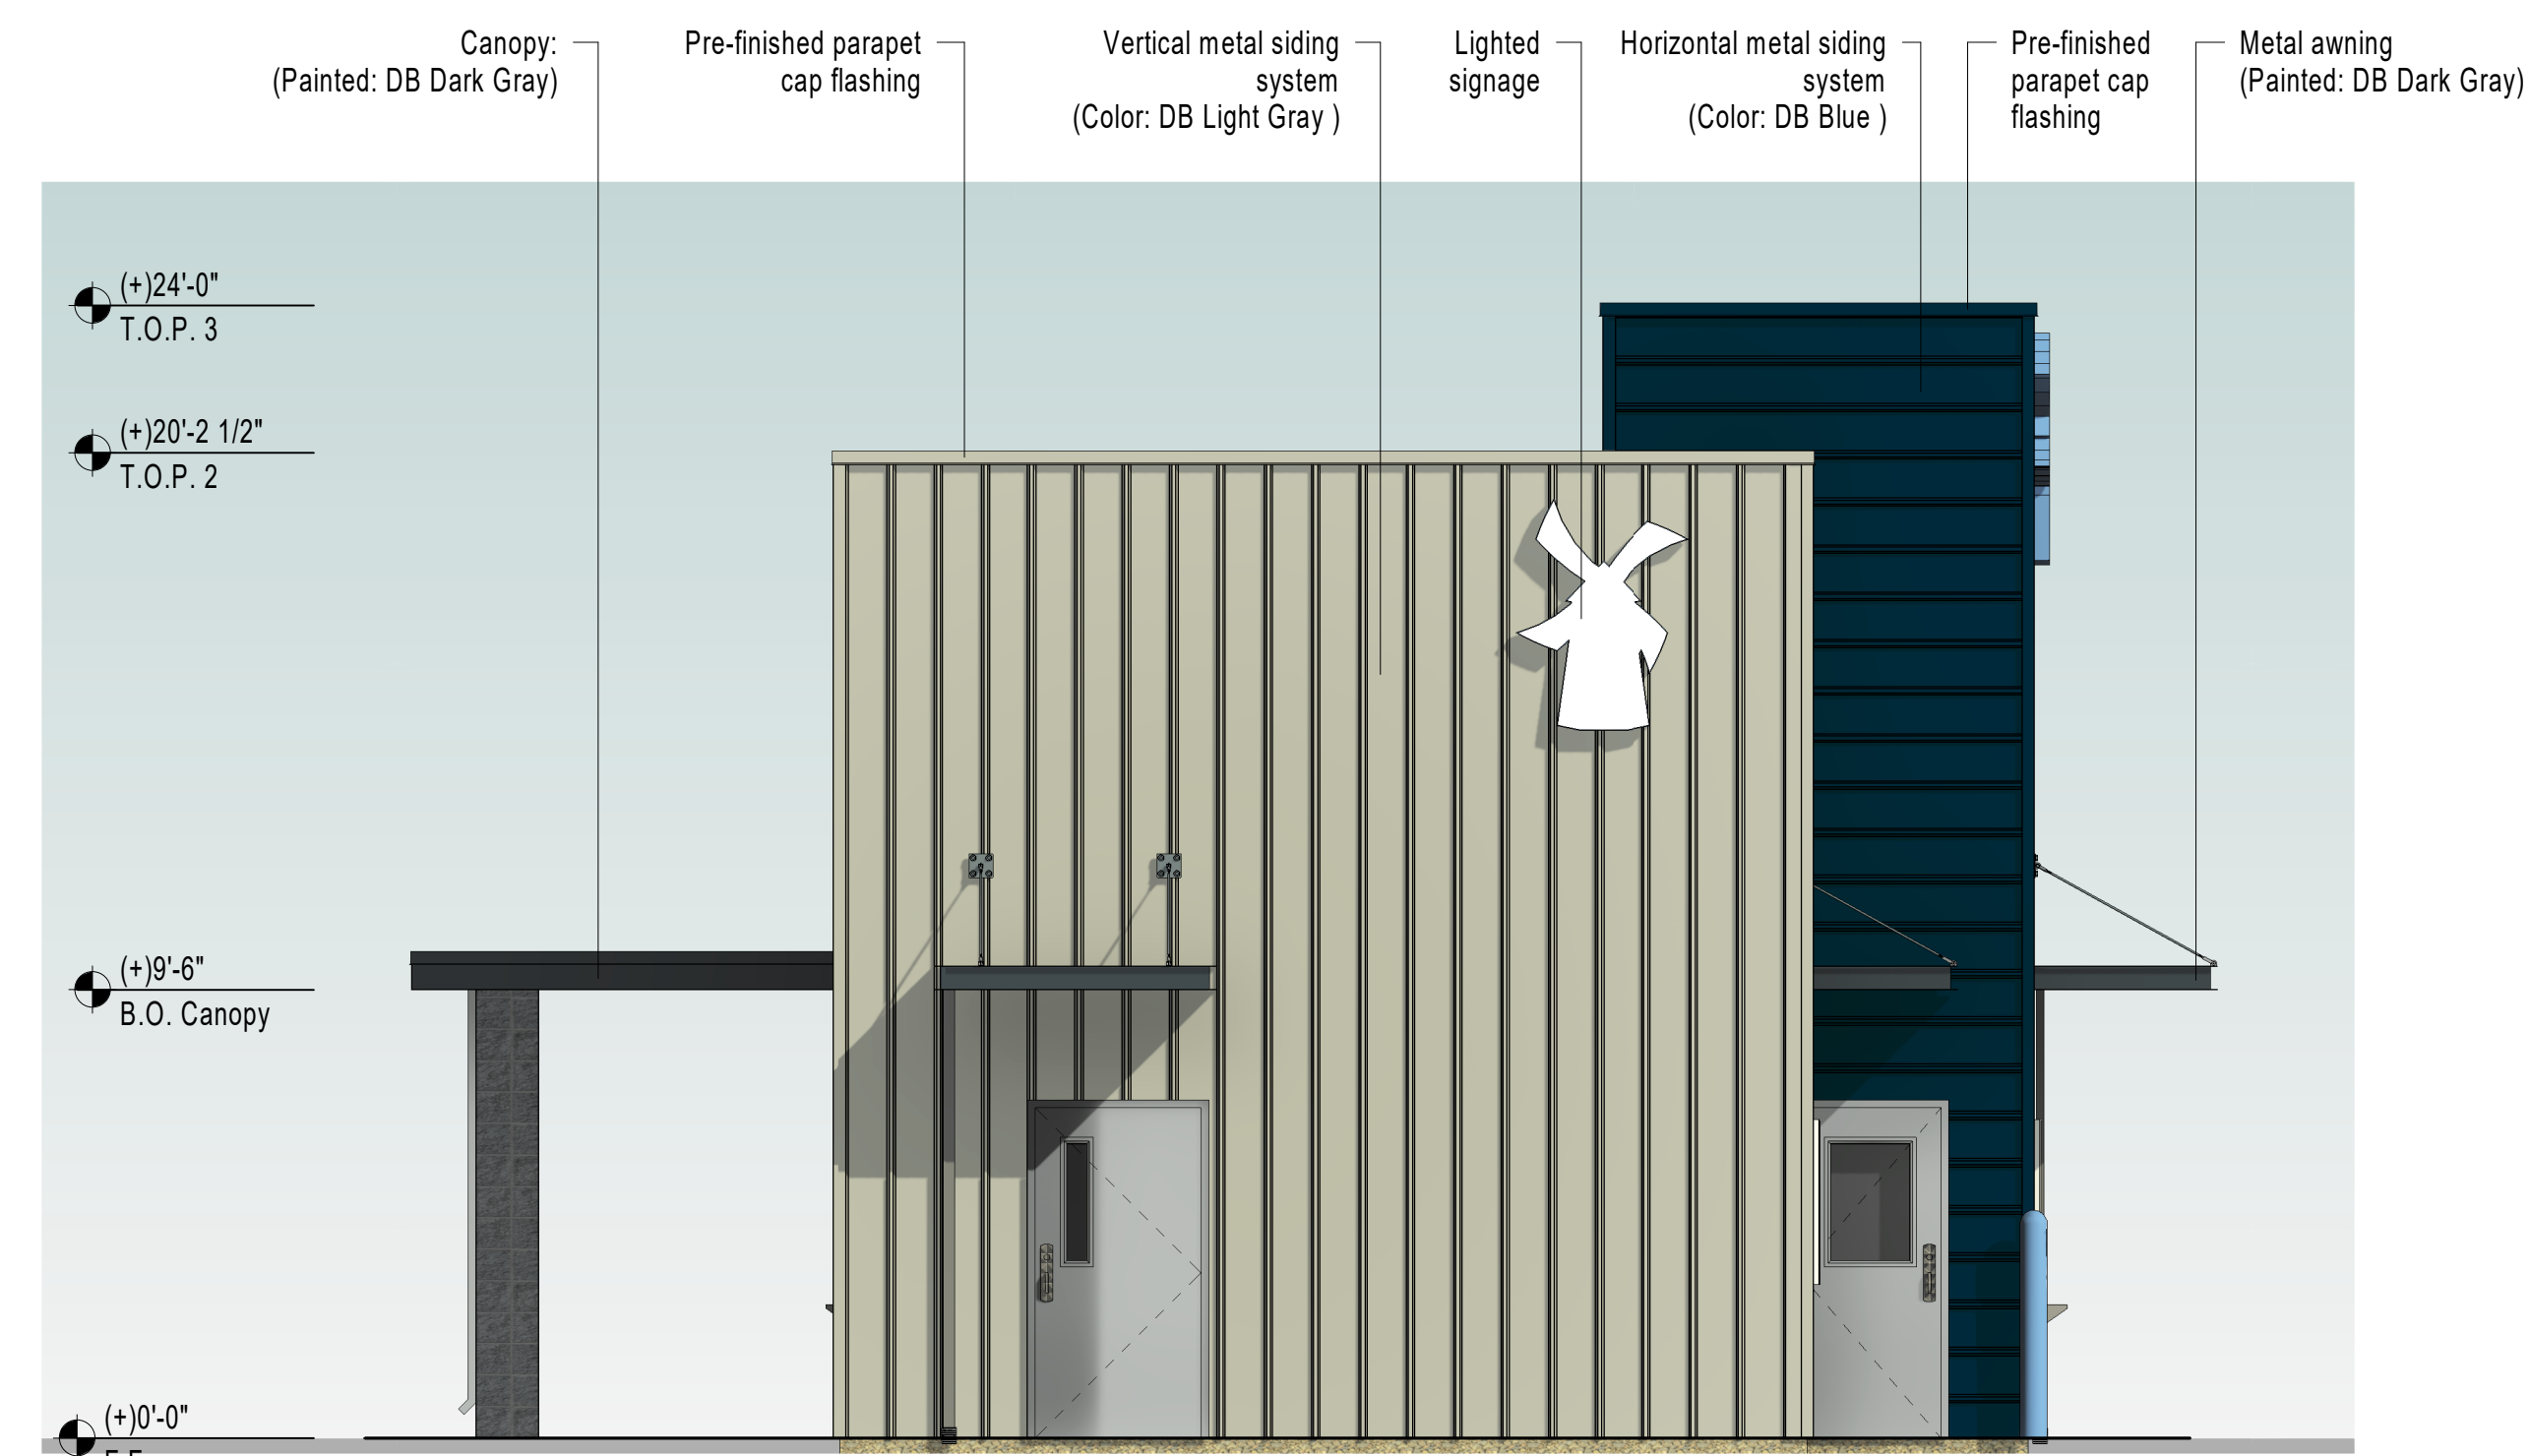 Canopy:
(Painted: DB Dark Gray)
Pre-finished parapet
cap flashing
Vertical metal siding
system
(Color: DB Light Gray )
Lighted
signage
Horizontal metal siding
system
(Color: DB Blue )
Pre-finished
parapet cap
flashing
Metal awning
(Painted: DB Dark Gray)
(+)24'-0"
T.O.P. 3
(+)20'-2 1/2"
T.O.P. 2
(+)9'-6"
B.O. Canopy
(+)0'-0"